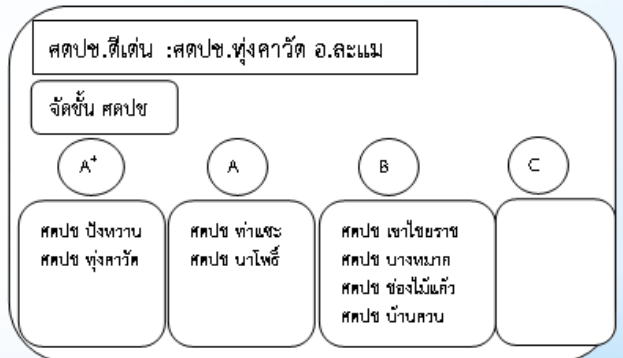 ศดปช.ดีเด่น :ศดปช.ทุ่งคาวัด อ.ละแม
จัดชั้น ศดปช
A+
A
B
C
ศดปช ปังหวาน
ศดปช ทุ่งคาวัด
ศดปช ท่าแซะ
ศดปช นาโพธิ์
ศดปช เขาไชยราช
ศดปช บางหมาก
ศดปช ช่องไม้แก้ว
ศดปช บ้านควน